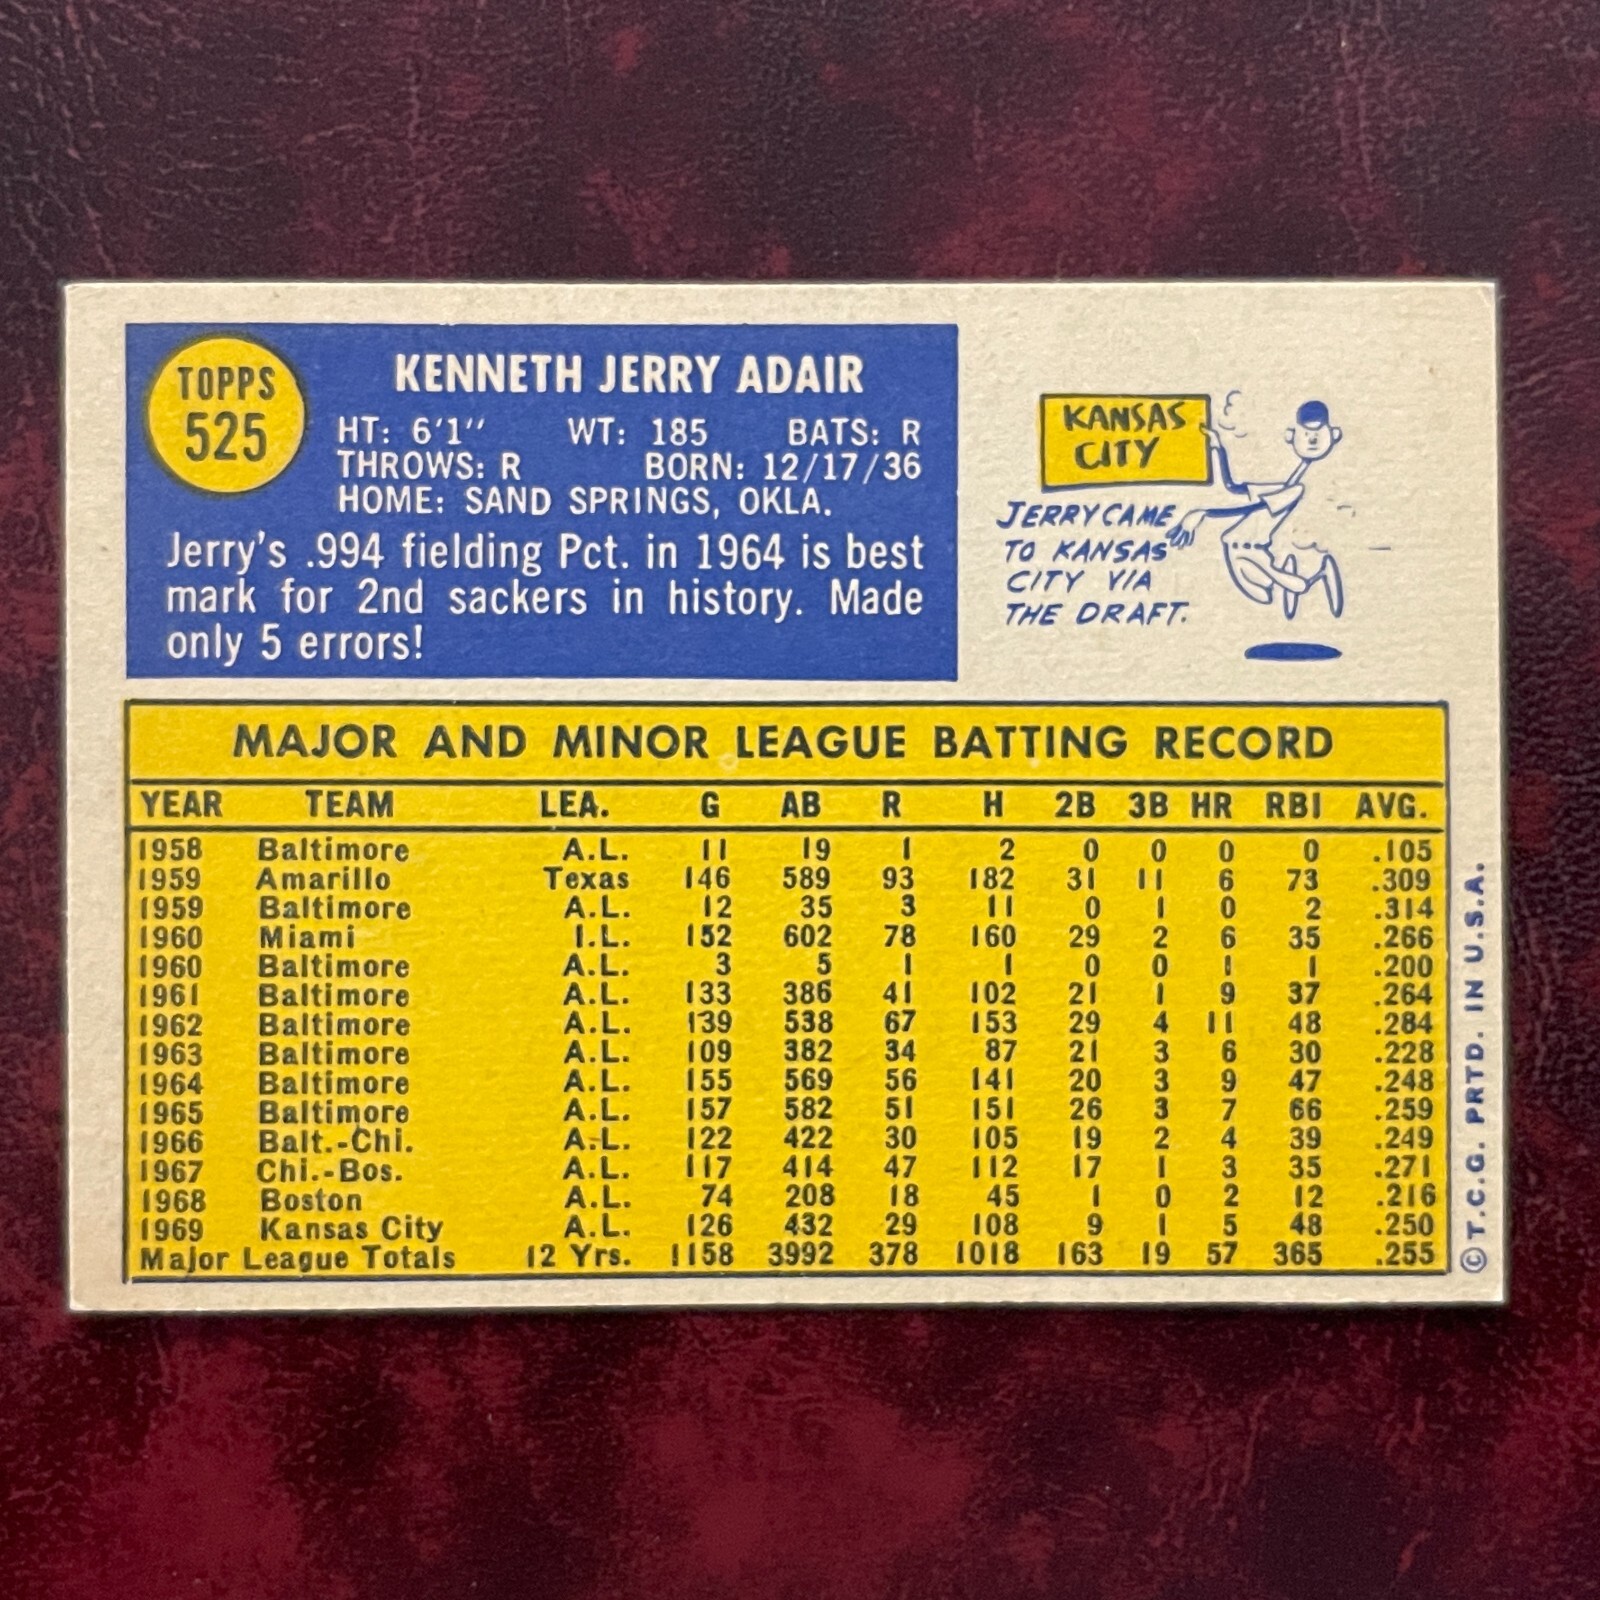 TOPPS
525
KENNETH JERRY ADAIR
HT: 6'1" WT: 185 BATS: R
THROWS: R BORN: 12/17/36
HOME: SAND SPRINGS, OKLA.
Jerry's .994 fielding Pct. in 1964 is best
mark for 2nd sackers in history. Made
only 5 errors!
KANSAS
CITY
JERRY CAME
TO KANSAS
CITY VIA
THE DRAFT.
MAJOR AND MINOR LEAGUE BATTING RECORD
YEAR TEAM LEA. G AB R H 2B 3B HR RBI AVG.
1958 Baltimore A.L. 11 19 1 2 0 0 0 0 .105
1959 Amarillo Texas 146 589 93 182 31 11 6 73 .309
1959 Baltimore A.L. 12 35 3 11 0 1 0 2 .314
1960 Miami I.L. 152 602 78 160 29 2 6 35 .266
1960 Baltimore A.L. 3 5 1 1 0 0 1 1 .200
1961 Baltimore A.L. 133 386 41 102 21 1 9 37 .264
1962 Baltimore A.L. 139 538 67 153 29 4 11 48 .284
1963 Baltimore A.L. 109 382 34 87 21 3 6 30 .228
1964 Baltimore A.L. 155 569 56 141 20 3 9 47 .248
1965 Baltimore A.L. 157 582 51 151 26 3 7 66 .259
1966 Balt.-Chi. A.L. 122 422 30 105 19 2 4 39 .249
1967 Chi.-Bos. A.L. 117 414 47 112 17 1 3 35 .271
1968 Boston A.L. 74 208 18 45 1 0 2 12 .216
1969 Kansas City A.L. 126 432 29 108 9 1 5 48 .250
Major League Totals 12 Yrs. 1158 3992 378 1018 163 19 57 365 .255
© T.C.G. PRTD. IN U.S.A.